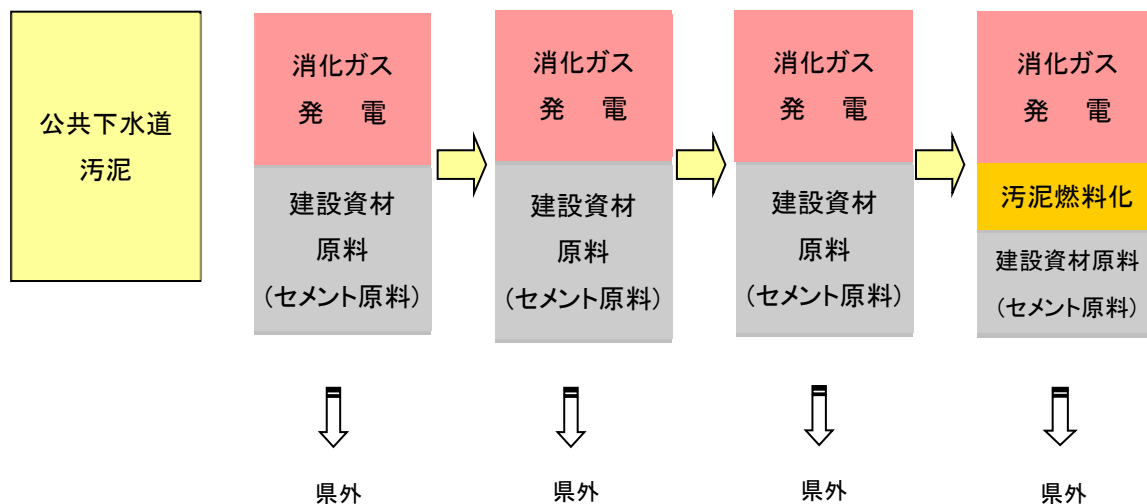 公共下水道
汚泥
消化ガス
発　電
建設資材
原料
（セメント原料）
県外
消化ガス
発　電
建設資材
原料
（セメント原料）
県外
消化ガス
発　電
建設資材
原料
（セメント原料）
県外
消化ガス
発　電
汚泥燃料化
建設資材原料
（セメント原料）
県外